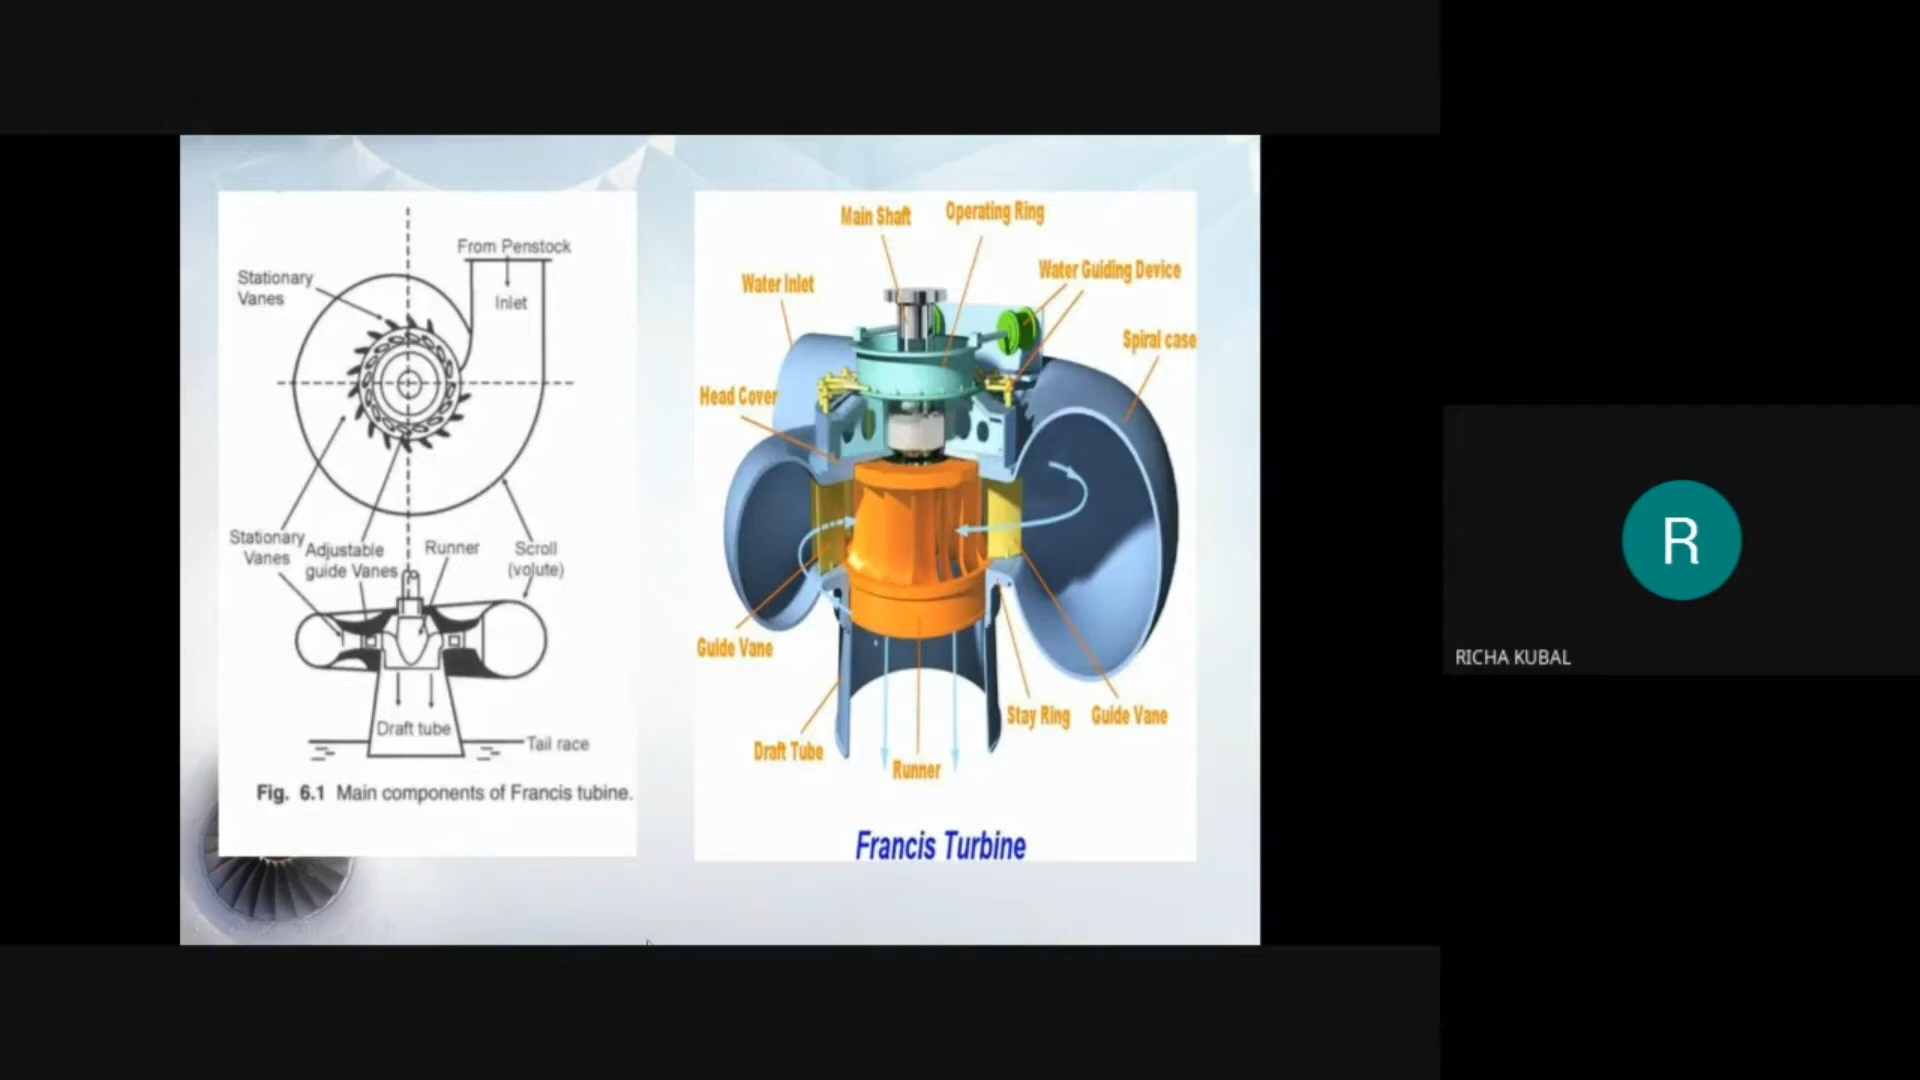 From Penstock
Stationary
Vanes
Inlet
Stationary
Vanes
Adjustable
guide Vanes
Runner
Scroll
(volute)
Draft tube
Tail race
Fig. 6.1 Main components of Francis tubine.
Main Shaft
Operating Ring
Water Guiding Device
Water Inlet
Spiral case
Head Cover
Guide Vane
Stay Ring
Guide Vane
Draft Tube
Runner
Francis Turbine
R
RICHA KUBAL